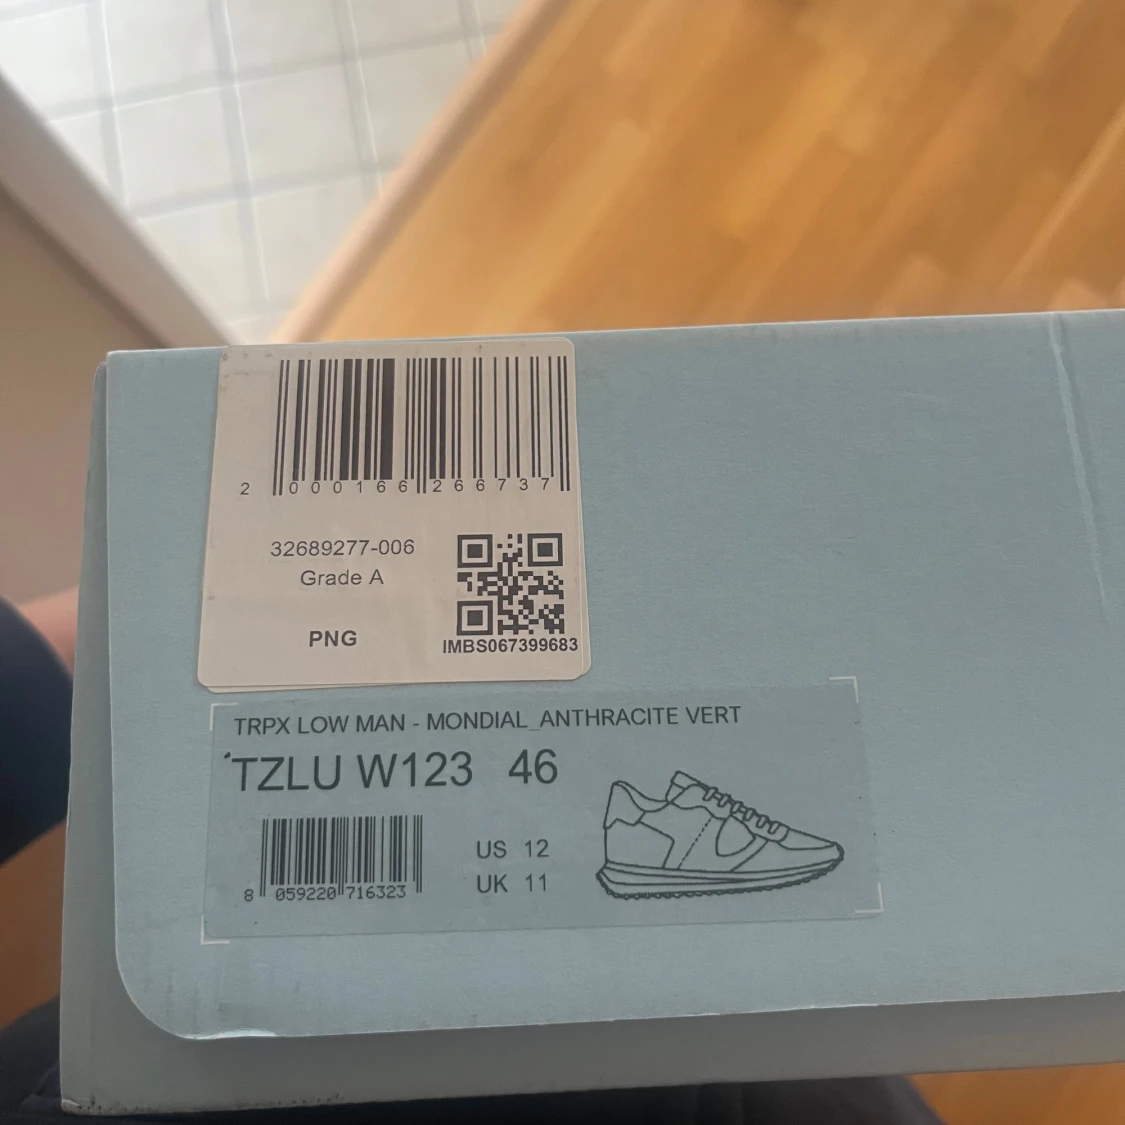 2 000166 266737
32689277-006
Grade A
PNG
IMBS067399683
TRPX LOW MAN - MONDIAL_ANTHRACITE VERT
TZLU W123 46
US 12
UK 11
8 059220 716323